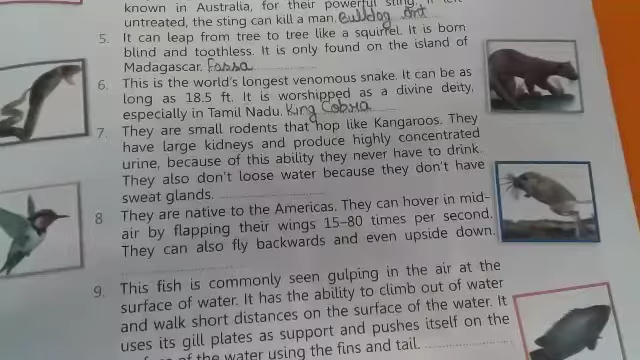 known in Australia, for their powerful sting. If left
untreated, the sting can kill a man. Bulldog Ant
5. It can leap from tree to tree like a squirrel. It is born
blind and toothless. It is only found on the island of
Madagascar. Fossa
6. This is the world's longest venomous snake. It can be as
long as 18.5 ft. It is worshipped as a divine deity,
especially in Tamil Nadu. King Cobra
7. They are small rodents that hop like Kangaroos. They
have large kidneys and produce highly concentrated
urine, because of this ability they never have to drink.
They also don't loose water because they don't have
sweat glands.
8 They are native to the Americas. They can hover in mid-
air by flapping their wings 15–80 times per second.
They can also fly backwards and even upside down.
9. This fish is commonly seen gulping in the air at the
surface of water. It has the ability to climb out of water
and walk short distances on the surface of the water. It
uses its gill plates as support and pushes itself on the
of the water using the fins and tail.